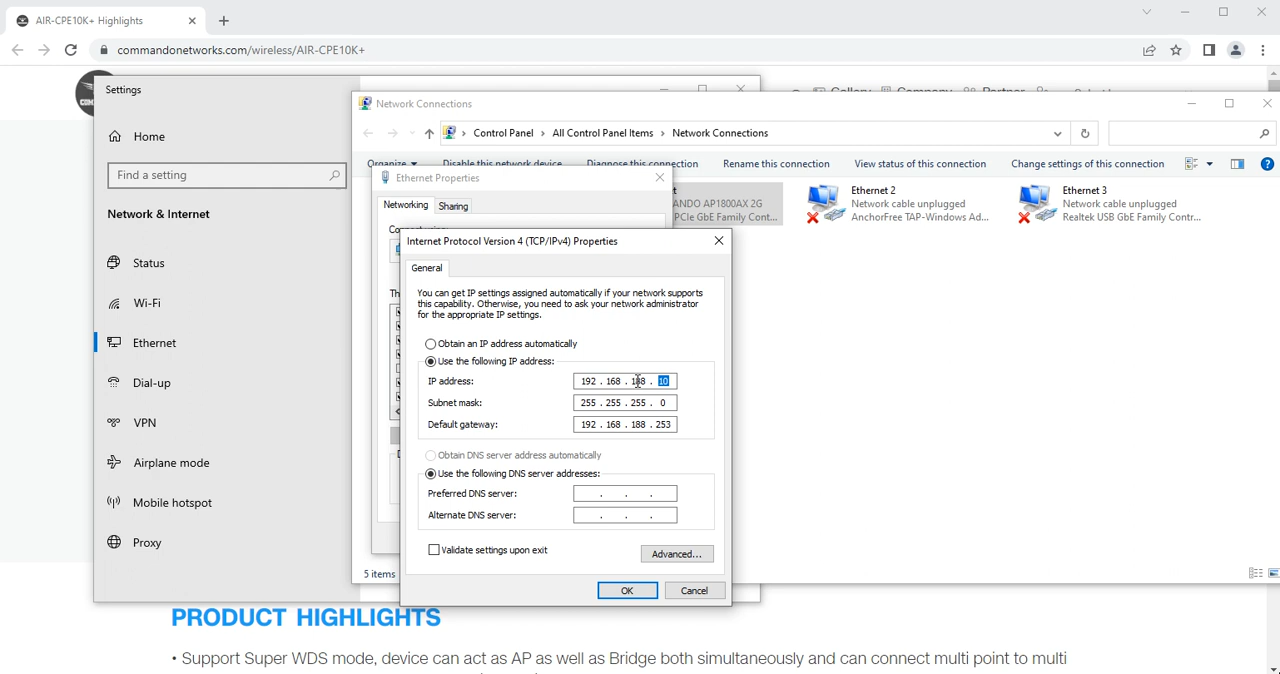 AIR-CPE10K+ Highlights
commandonetworks.com/wireless/AIR-CPE10K+
Gallery Company Partner
Settings
Home
Find a setting
Network & Internet
Status
Wi-Fi
Ethernet
Dial-up
VPN
Airplane mode
Mobile hotspot
Proxy
Network Connections
Control Panel > All Control Panel Items > Network Connections
Organize Disable this network device Diagnose this connection Rename this connection View status of this connection Change settings of this connection
AP1800AX 2G
PCIe GbE Family Cont...
Ethernet 2
Network cable unplugged
AnchorFree TAP-Windows Ad...
Ethernet 3
Network cable unplugged
Realtek USB GbE Family Contr...
5 items
Ethernet Properties
Networking Sharing
Internet Protocol Version 4 (TCP/IPv4) Properties
General
You can get IP settings assigned automatically if your network supports
this capability. Otherwise, you need to ask your network administrator
for the appropriate IP settings.
Obtain an IP address automatically
Use the following IP address:
IP address: 192 . 168 . 188 . 10
Subnet mask: 255 . 255 . 255 . 0
Default gateway: 192 . 168 . 188 . 253
Obtain DNS server address automatically
Use the following DNS server addresses:
Preferred DNS server: . . .
Alternate DNS server: . . .
Validate settings upon exit
Advanced...
OK Cancel
PRODUCT HIGHLIGHTS
• Support Super WDS mode, device can act as AP as well as Bridge both simultaneously and can connect multi point to multi